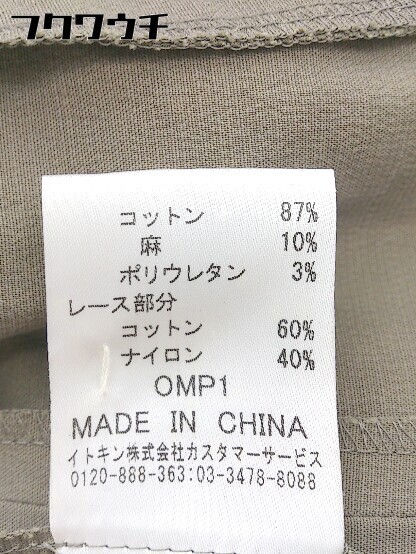 フクワウチ
コットン 87%
麻 10%
ポリウレタン 3%
レース部分
コットン 60%
ナイロン 40%
OMP1
MADE IN CHINA
イトキン株式会社カスタマーサービス
0120-888-363:03-3478-8088